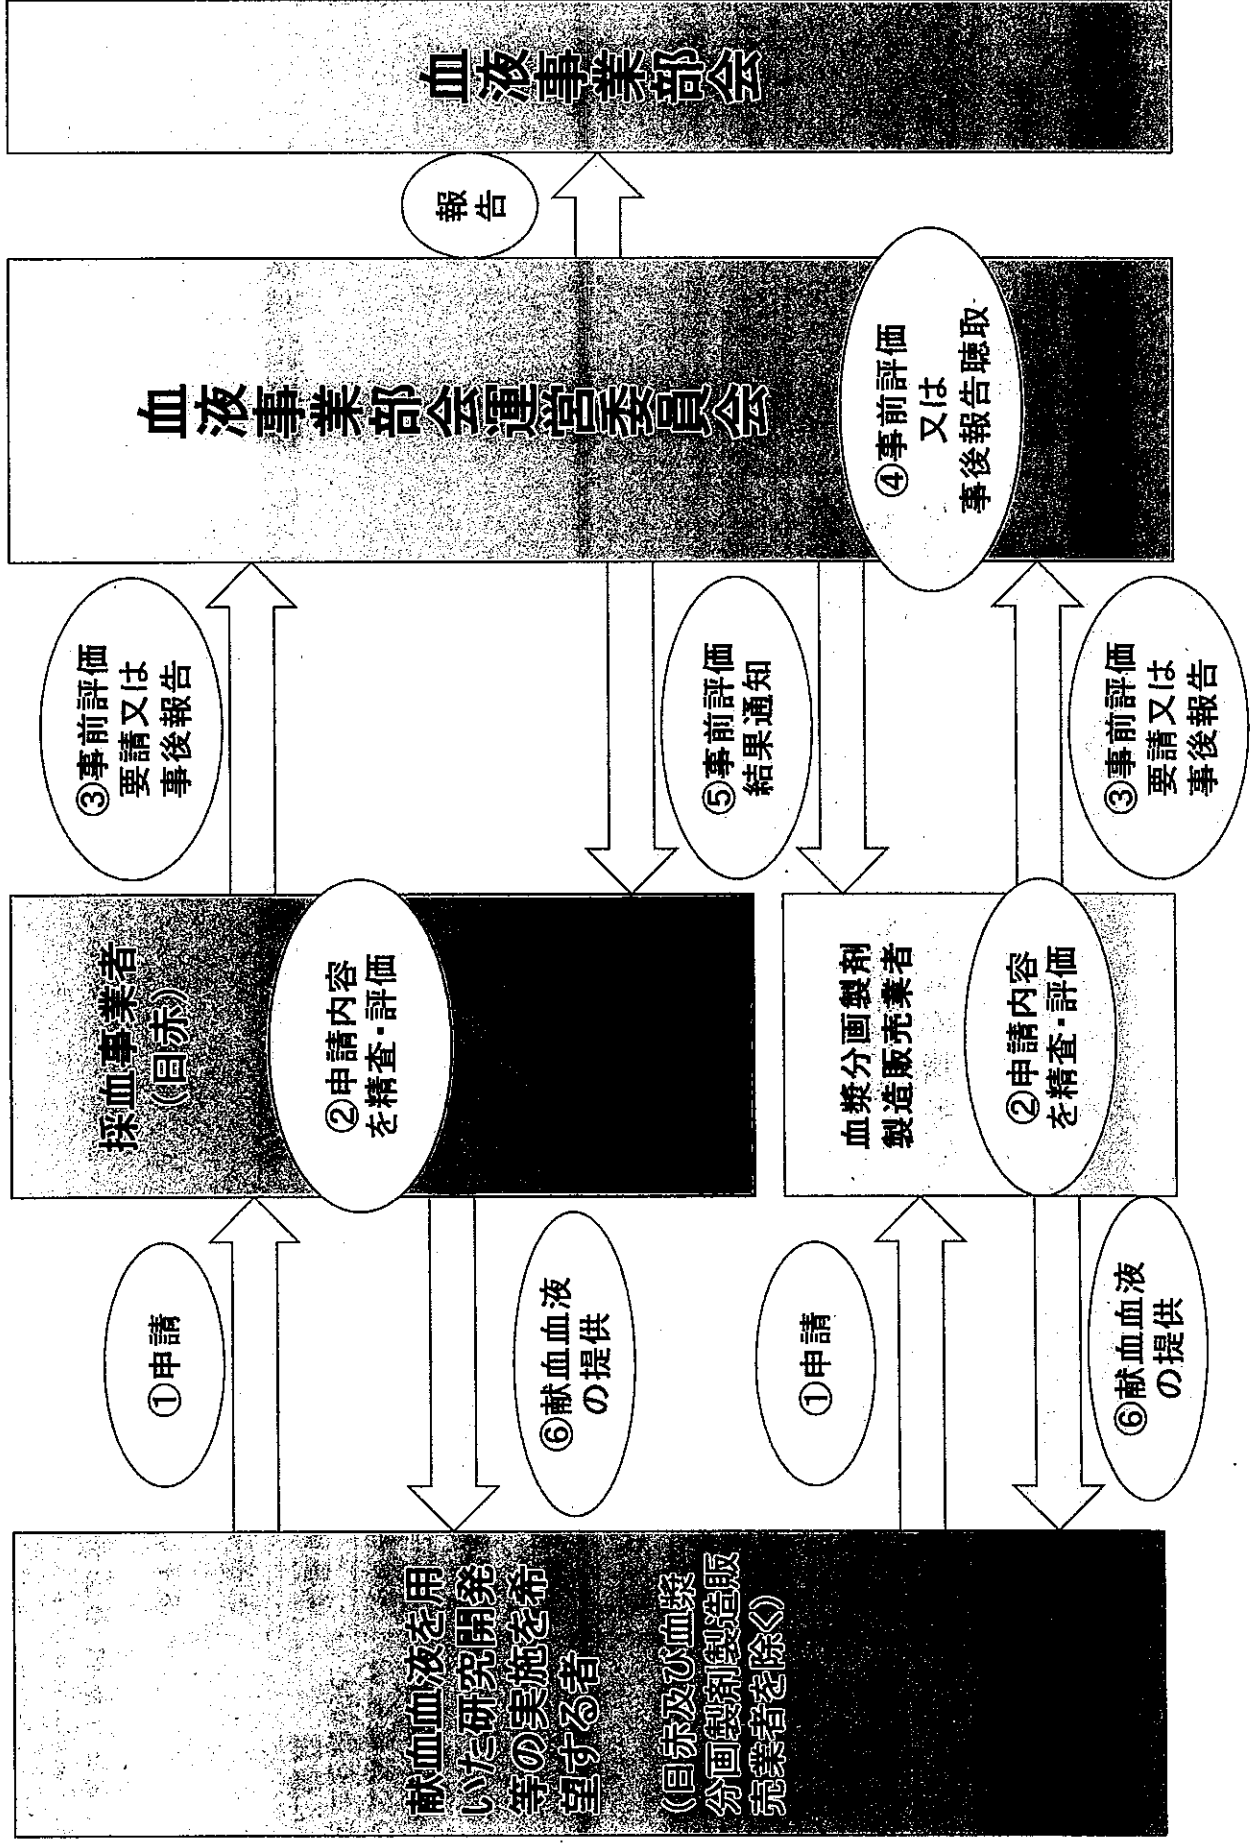 献血血液を用
いた研究開発
等の実施を希
望する者
(日赤及び血漿
分画製剤製造販
売業者を除く)
①申請
⑥献血血液
の提供
①申請
⑥献血血液
の提供
採血事業者
(日赤)
②申請内容
を精査・評価
血漿分画製剤
製造販売業者
②申請内容
を精査・評価
③事前評価
要請又は
事後報告
⑤事前評価
結果通知
③事前評価
要請又は
事後報告
血液事業部会運営委員会
④事前評価
又は
事後報告聴取
報告
血液事業部会